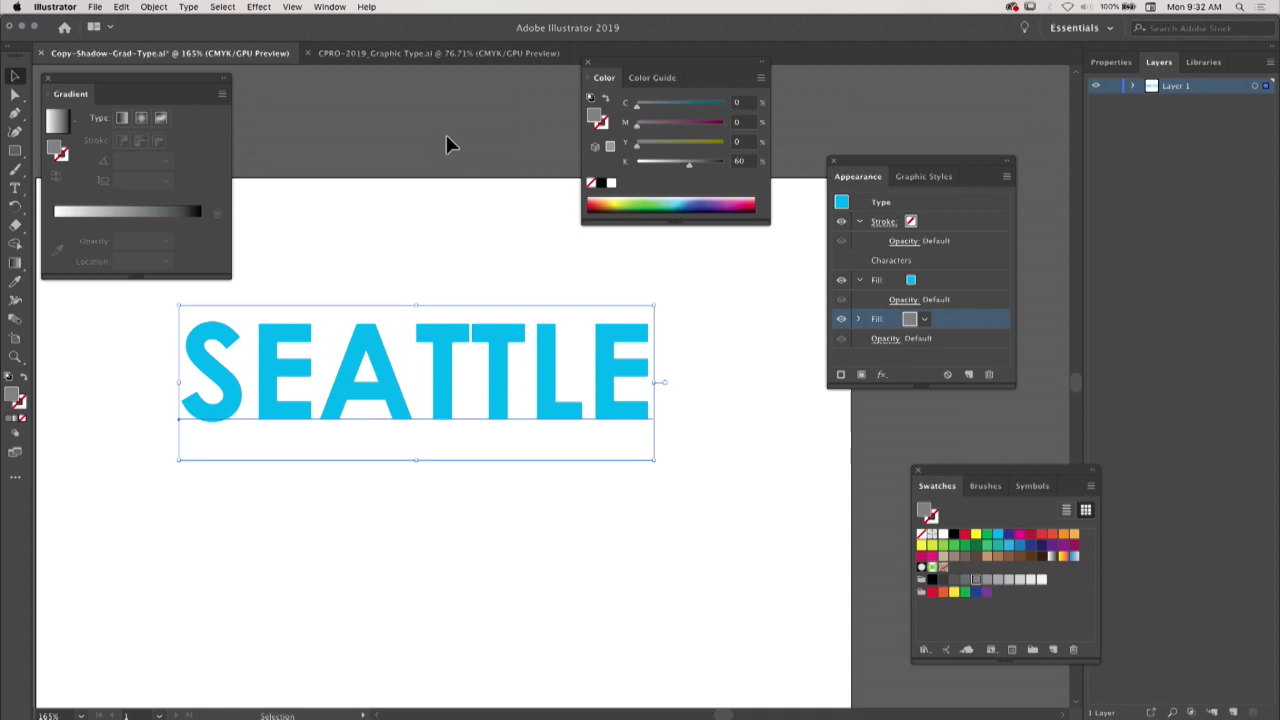 Illustrator File Edit Object Type Select Effect View Window Help 100% Mon 9:32 AM
Adobe Illustrator 2019
Essentials
Search Adobe Stock
Copy-Shadow-Grad-Type.ai* @ 165% (CMYK/GPU Preview)
CPRO-2019_Graphic Type.ai @ 76.71% (CMYK/GPU Preview)
Gradient
Type:
Stroke:
Opacity
Location
Color Color Guide
C 0 %
M 0 %
Y 0 %
K 60 %
Properties Layers Libraries
Layer 1
Appearance Graphic Styles
Type
Stroke:
Opacity: Default
Characters
Fill:
Opacity: Default
Fill:
Opacity: Default
fx.
SEATTLE
Swatches Brushes Symbols
165% 1 Selection
1 Layer